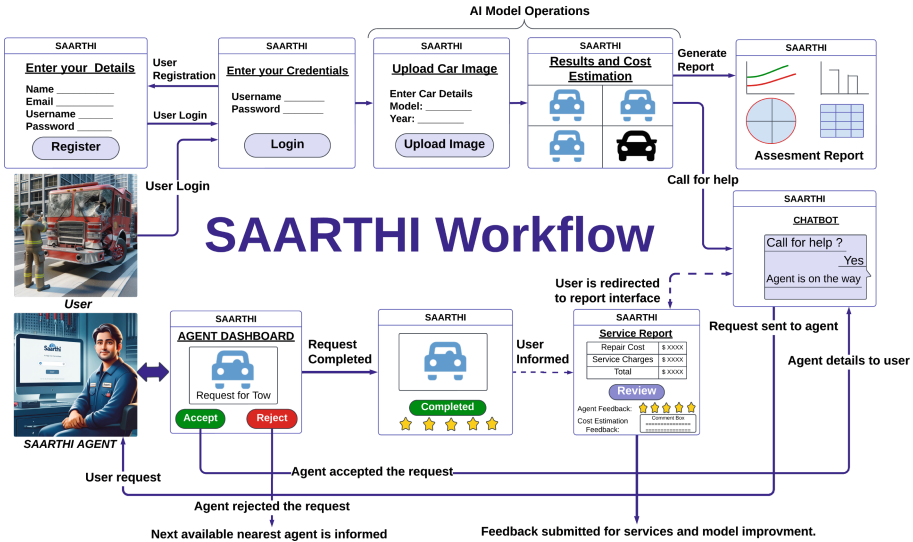 AI Model Operations
SAARTHI
Enter your Details
Name
Email
Username
Password
Register
User
Registration
User Login
SAARTHI
Enter your Credentials
Username
Password
Login
SAARTHI
Upload Car Image
Enter Car Details
Model:
Year:
Upload Image
SAARTHI
Results and Cost
Estimation
Generate
Report
SAARTHI
Assesment Report
User Login
User
SAARTHI Workflow
Call for help
SAARTHI
CHATBOT
Call for help ?
Yes
Agent is on the way
User is redirected
to report interface
Request sent to agent
Agent details to user
Saarthi
SAARTHI AGENT
SAARTHI
AGENT DASHBOARD
Request for Tow
Accept
Reject
Request
Completed
SAARTHI
Completed
User
Informed
SAARTHI
Service Report
Repair Cost $ XXXX
Service Charges $ XXXX
Total $ XXXX
Review
Agent Feedback:
Cost Estimation
Feedback:
Comment Box
User request
Agent accepted the request
Agent rejected the request
Next available nearest agent is informed
Feedback submitted for services and model improvment.